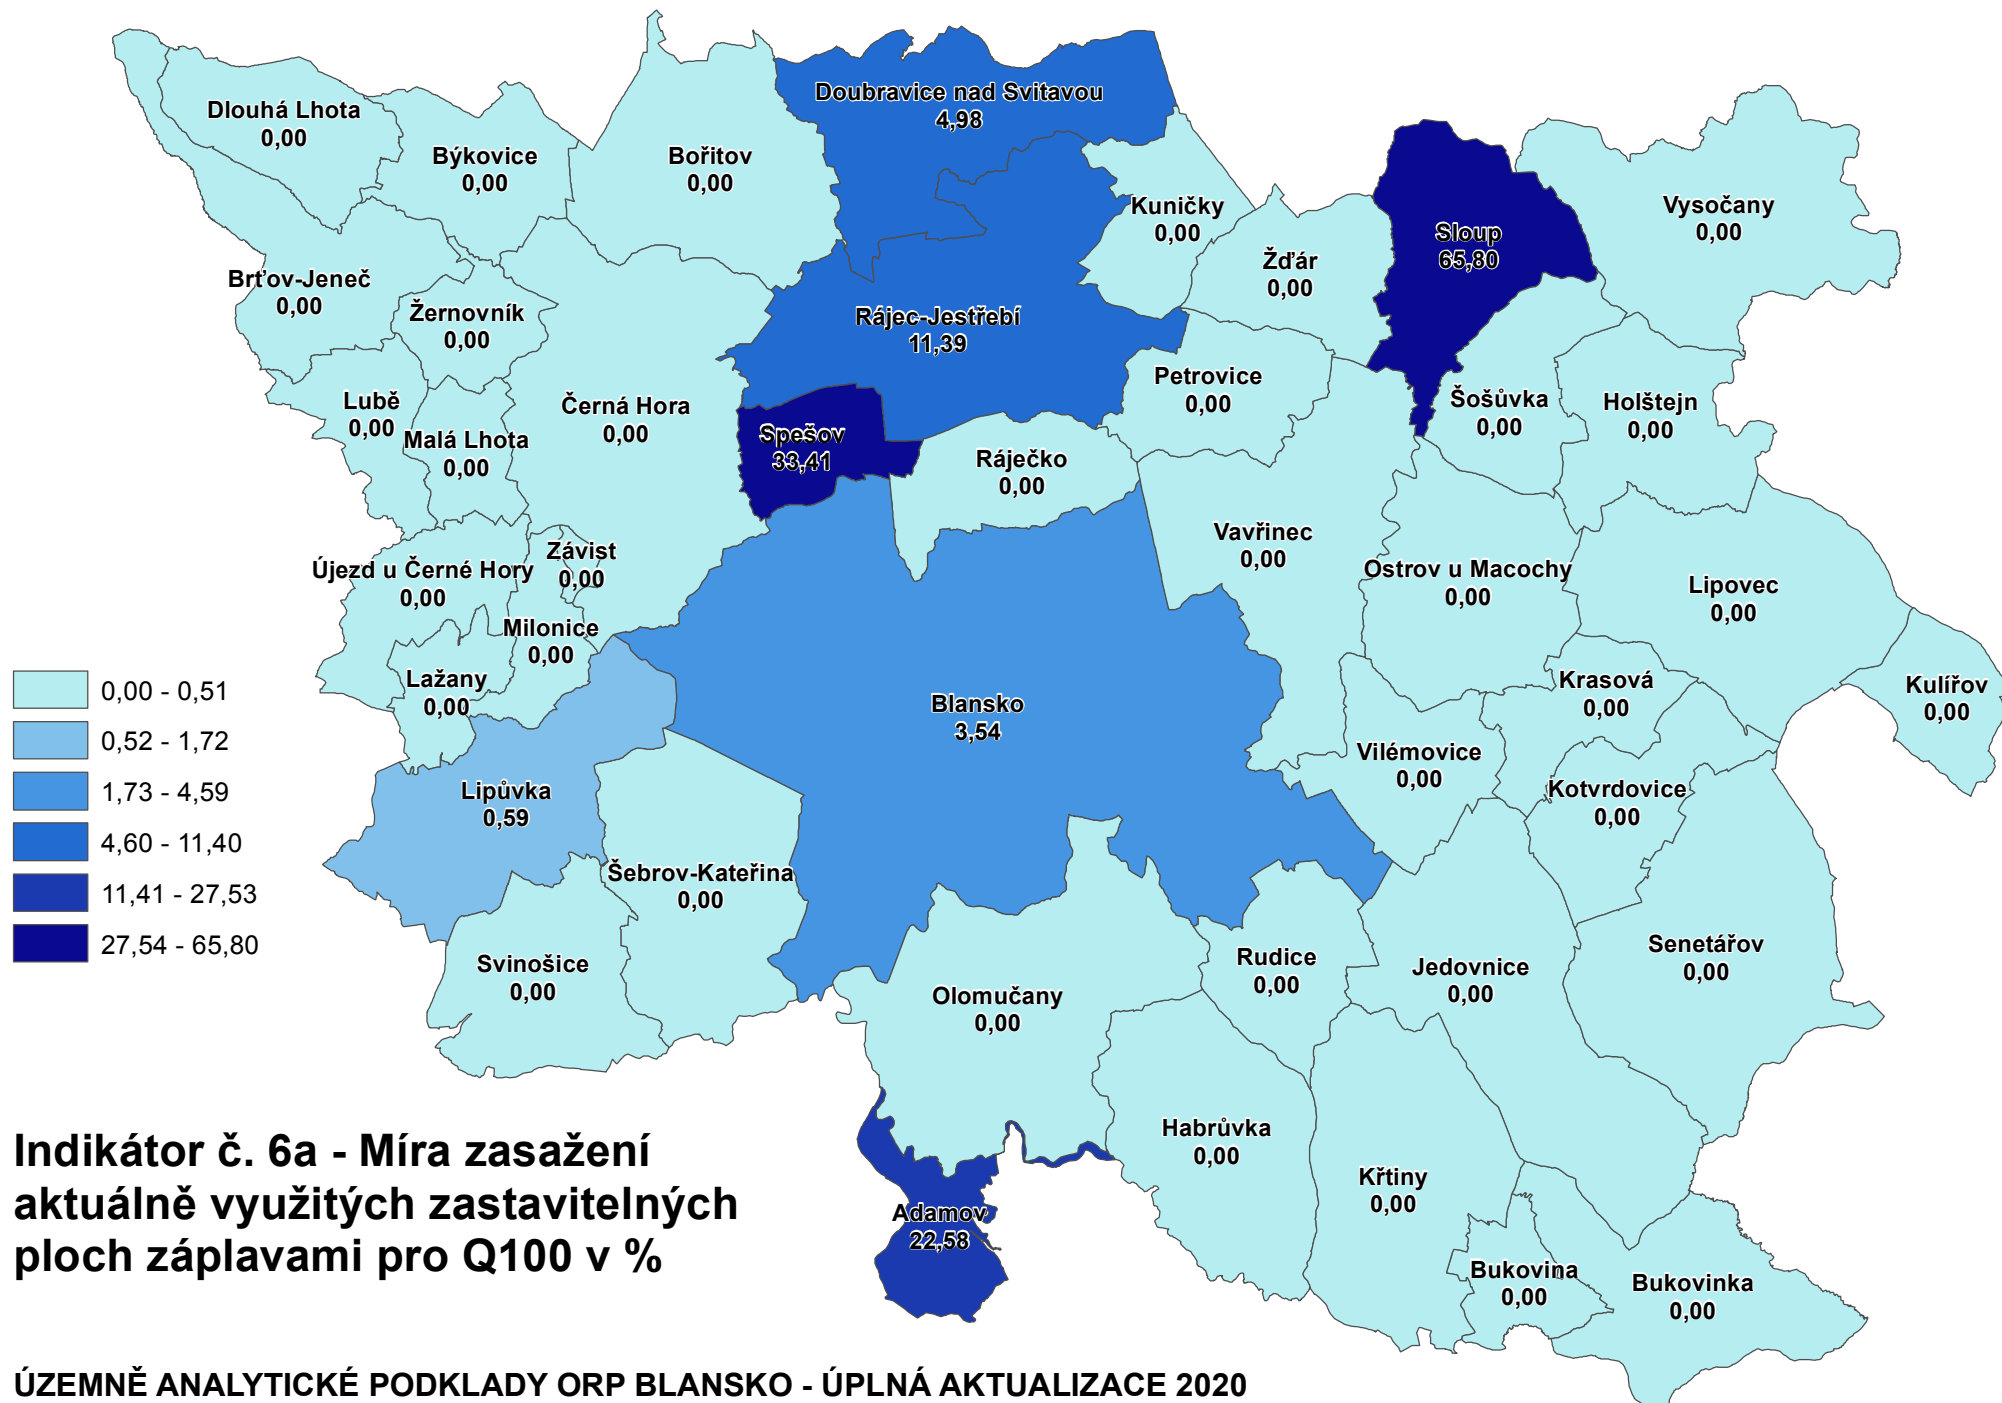 Dlouhá Lhota
0,00
Býkovice
0,00
Bořitov
0,00
Doubravice nad Svitavou
4,98
Kuničky
0,00
Žďár
0,00
Sloup
65,80
Vysočany
0,00
Brťov-Jeneč
0,00
Žernovník
0,00
Rájec-Jestřebí
11,39
Petrovice
0,00
Lubě
0,00
Malá Lhota
0,00
Černá Hora
0,00
Spešov
33,41
Ráječko
0,00
Šošůvka
0,00
Holštejn
0,00
Vavřinec
0,00
Ostrov u Macochy
0,00
Lipovec
0,00
Újezd u Černé Hory
0,00
Závist
0,00
Milonice
0,00
Lažany
0,00
Blansko
3,54
Krasová
0,00
Kulířov
0,00
Vilémovice
0,00
Kotvrdovice
0,00
Lipůvka
0,59
Šebrov-Kateřina
0,00
Svinošice
0,00
Olomučany
0,00
Rudice
0,00
Jedovnice
0,00
Senetářov
0,00
Habrůvka
0,00
Křtiny
0,00
Adamov
22,58
Bukovina
0,00
Bukovinka
0,00
0,00 - 0,51
0,52 - 1,72
1,73 - 4,59
4,60 - 11,40
11,41 - 27,53
27,54 - 65,80
Indikátor č. 6a - Míra zasažení
aktuálně využitých zastavitelných
ploch záplavami pro Q100 v %
ÚZEMNĚ ANALYTICKÉ PODKLADY ORP BLANSKO - ÚPLNÁ AKTUALIZACE 2020